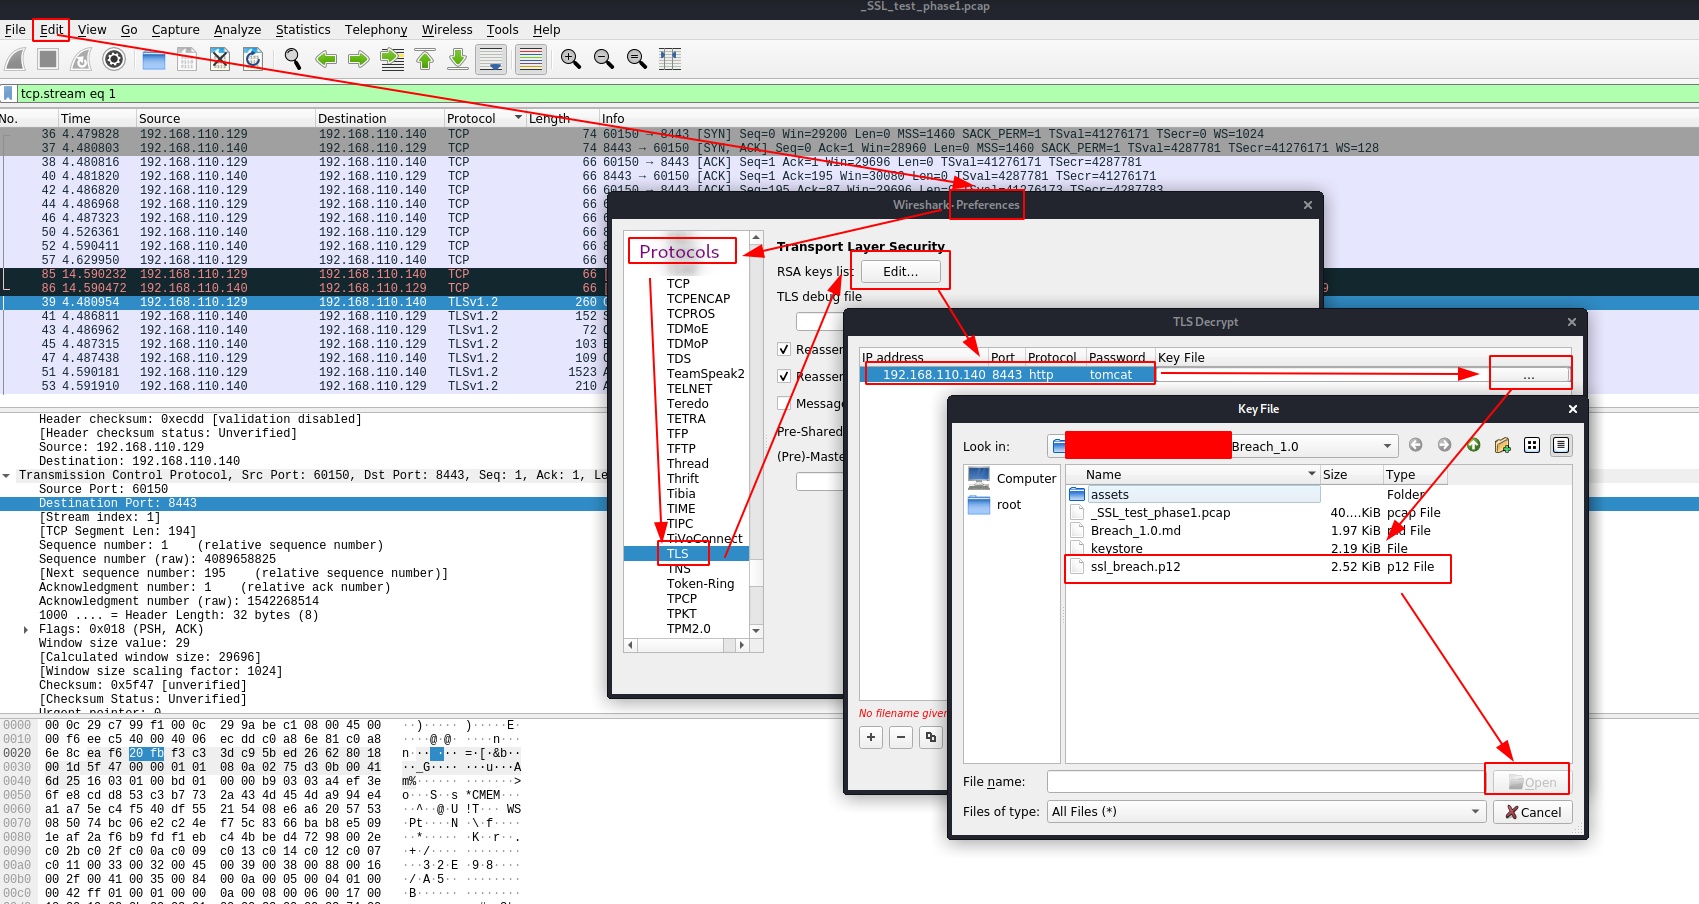 _SSL_test_phase1.pcap
File Edit View Go Capture Analyze Statistics Telephony Wireless Tools Help
tcp.stream eq 1
No. Time Source Destination Protocol Length Info
36 4.479828 192.168.110.129 192.168.110.140 TCP 74 60150 → 8443 [SYN] Seq=0 Win=29200 Len=0 MSS=1460 SACK_PERM=1 TSval=41276171 TSecr=0 WS=1024
37 4.480803 192.168.110.129 192.168.110.140 TCP 74 8443 → 60150 [SYN, ACK] Seq=0 Ack=1 Win=28960 Len=0 MSS=1460 SACK_PERM=1 TSval=4287781 TSecr=41276171 WS=128
38 4.480816 192.168.110.129 192.168.110.140 TCP 66 60150 → 8443 [ACK] Seq=1 Ack=1 Win=29696 Len=0 TSval=41276171 TSecr=4287781
40 4.481820 192.168.110.129 192.168.110.140 TCP 66 8443 → 60150 [ACK] Seq=1 Ack=195 Win=30080 Len=0 TSval=4287781 TSecr=41276171
42 4.486820 192.168.110.129 192.168.110.140 TCP 66 60150 → 8443 [ACK] Seq=195 Ack=87 Win=29696 Len=0 TSval=41276173 TSecr=4287783
44 4.486968 192.168.110.129 192.168.110.140 TCP 66
46 4.487323 192.168.110.129 192.168.110.140 TCP 66
50 4.526361 192.168.110.129 192.168.110.140 TCP 66
52 4.590411 192.168.110.129 192.168.110.140 TCP 66
57 4.629950 192.168.110.129 192.168.110.140 TCP 66
85 14.590232 192.168.110.129 192.168.110.140 TCP 66 [
86 14.590472 192.168.110.129 192.168.110.140 TCP 66 [
39 4.480954 192.168.110.129 192.168.110.140 TLSv1.2 260
41 4.486811 192.168.110.129 192.168.110.140 TLSv1.2 152
43 4.486962 192.168.110.129 192.168.110.140 TLSv1.2 72
45 4.487315 192.168.110.129 192.168.110.140 TLSv1.2 103
47 4.487438 192.168.110.129 192.168.110.140 TLSv1.2 109
51 4.590181 192.168.110.129 192.168.110.140 TLSv1.2 1523
53 4.591910 192.168.110.129 192.168.110.140 TLSv1.2 210
Header checksum: 0xecdd [validation disabled]
[Header checksum status: Unverified]
Source: 192.168.110.129
Destination: 192.168.110.140
Transmission Control Protocol, Src Port: 60150, Dst Port: 8443, Seq: 1, Ack: 1, Le
Source Port: 60150
Destination Port: 8443
[Stream index: 1]
[TCP Segment Len: 194]
Sequence number: 1 (relative sequence number)
Sequence number (raw): 4089658825
[Next sequence number: 195 (relative sequence number)]
Acknowledgment number: 1 (relative ack number)
Acknowledgment number (raw): 1542268514
1000 .... = Header Length: 32 bytes (8)
Flags: 0x018 (PSH, ACK)
Window size value: 29
[Calculated window size: 29696]
[Window size scaling factor: 1024]
Checksum: 0x5f47 [unverified]
[Checksum Status: Unverified]
Urgent pointer: 0
0000 00 0c 29 c7 99 f1 00 0c 29 9a be c1 08 00 45 00 ··)·····)·····E·
0010 00 f6 ee c5 40 00 40 06 ec dd c0 a8 6e 81 c0 a8 ····@·@·····n···
0020 6e 8c ea f6 20 fb f3 c3 3d c9 5b ed 26 62 80 18 n··· ···=·[·&b··
0030 00 1d 5f 47 00 00 01 01 08 0a 02 75 d3 0b 00 41 ··_G·······u···A
0040 6d 25 16 03 01 00 bd 01 00 00 b9 03 03 a4 ef 3e m%·············>
0050 6f e8 cd d8 53 c3 b7 73 2a 43 4d 45 4d a9 94 e4 o···S··s*CMEM···
0060 a1 a7 5e c4 f5 40 df 55 21 54 08 e6 a6 20 57 53 ··^··@·U!T··· WS
0070 08 50 74 bc 06 e2 c2 4e f7 5c 83 66 ba b8 e5 09 ·Pt····N·\·f····
0080 1e af 2a f6 b9 fd f1 eb c4 4b be d4 72 98 00 2e ··*······K··r··.
0090 c0 2b c0 2f c0 0a c0 09 c0 13 c0 14 c0 12 c0 07 ·+·/············
00a0 c0 11 00 33 00 32 00 45 00 39 00 38 00 88 00 16 ···3·2·E·9·8····
00b0 00 2f 00 41 00 35 00 84 00 0a 00 05 00 04 01 00 ·/·A·5··········
00c0 00 42 ff 01 00 01 00 00 0a 00 08 00 06 00 17 00 ·B··············
Wireshark · Preferences
Protocols
TCP
TCPENCAP
TCPROS
TDMoE
TDMoP
TDS
TeamSpeak2
TELNET
Teredo
TETRA
TFP
TFTP
Thread
Thrift
Tibia
TIME
TIPC
TiVoConnect
TLS
TNS
Token-Ring
TPCP
TPKT
TPM2.0
Transport Layer Security
RSA keys list Edit...
TLS debug file
Reassem
Reassem
Message
Pre-Shared
(Pre)-Maste
TLS Decrypt
IP address Port Protocol Password Key File
192.168.110.140 8443 http tomcat ...
No filename given
Key File
Look in: Breach_1.0
Computer
root
Name Size Type
assets Folder
_SSL_test_phase1.pcap 40....KiB pcap File
Breach_1.0.md 1.97 KiB md File
keystore 2.19 KiB File
ssl_breach.p12 2.52 KiB p12 File
File name: Open
Files of type: All Files (*) Cancel